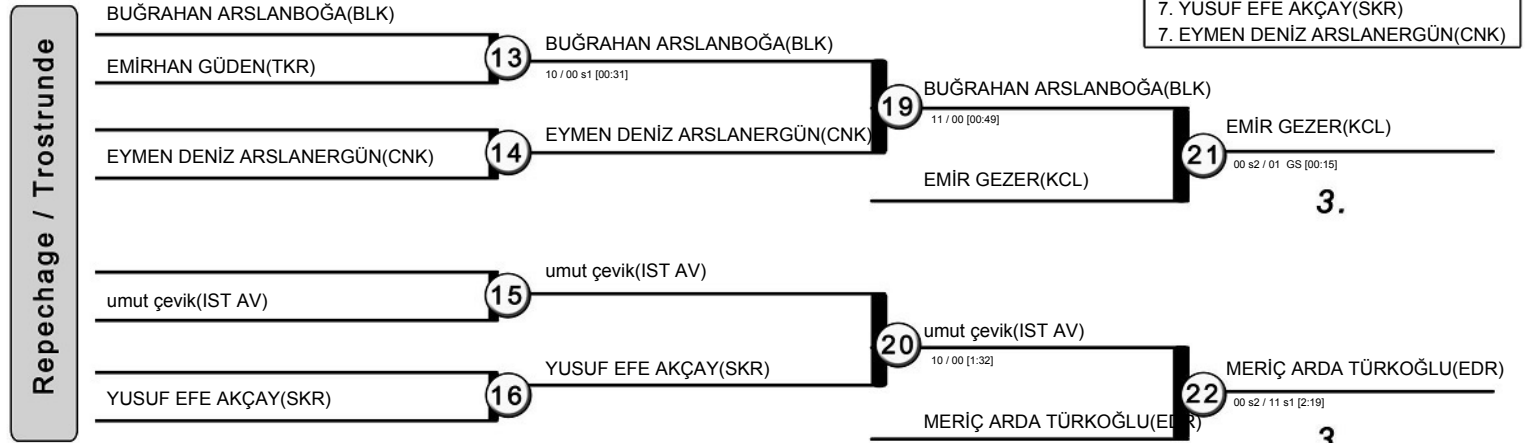 Repechage / Trostrunde
7. YUSUF EFE AKÇAY(SKR)
7. EYMEN DENİZ ARSLANERGÜN(CNK)
BUĞRAHAN ARSLANBOĞA(BLK)
EMİRHAN GÜDEN(TKR)
13
BUĞRAHAN ARSLANBOĞA(BLK)
10 / 00 s1 [00:31]
EYMEN DENİZ ARSLANERGÜN(CNK)
14
EYMEN DENİZ ARSLANERGÜN(CNK)
19
BUĞRAHAN ARSLANBOĞA(BLK)
11 / 00 [00:49]
EMİR GEZER(KCL)
21
EMİR GEZER(KCL)
00 s2 / 01 GS [00:15]
3.
umut çevik(IST AV)
15
umut çevik(IST AV)
YUSUF EFE AKÇAY(SKR)
16
YUSUF EFE AKÇAY(SKR)
20
umut çevik(IST AV)
10 / 00 [1:32]
MERİÇ ARDA TÜRKOĞLU(EDR)
22
MERİÇ ARDA TÜRKOĞLU(EDR)
00 s2 / 11 s1 [2:19]
3